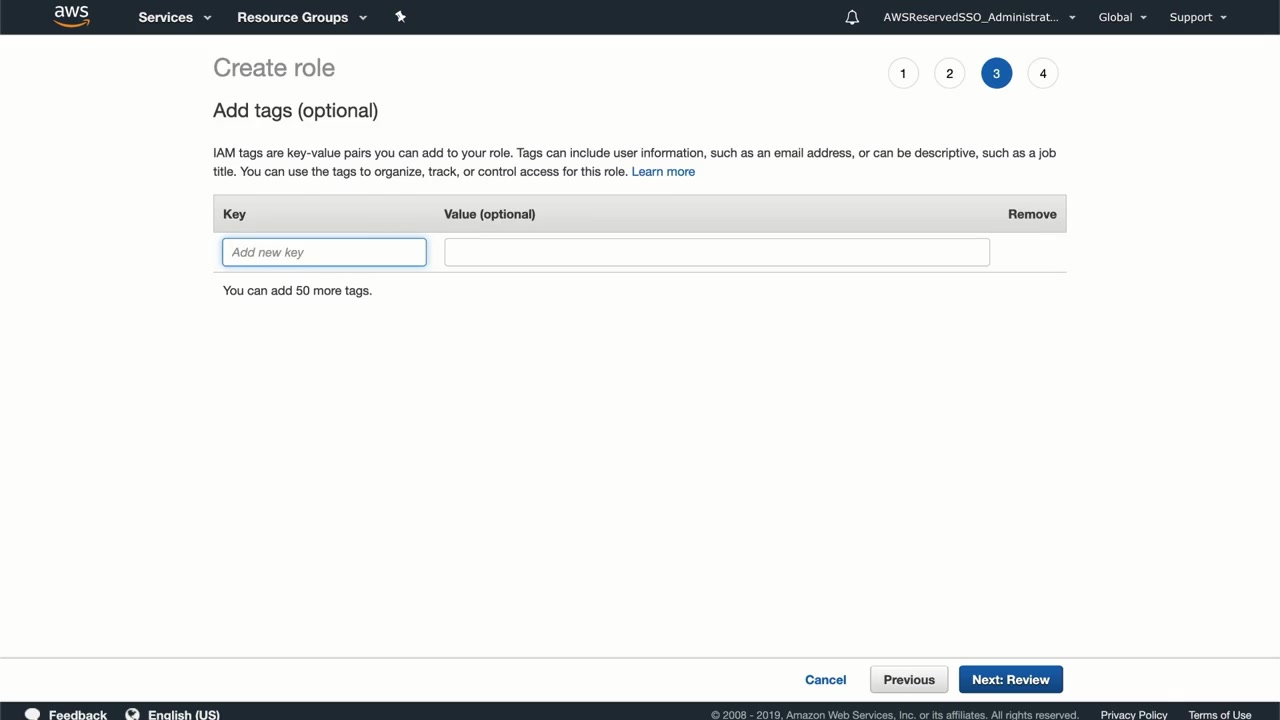 aws Services Resource Groups AWSReservedSSO_Administrat... Global Support
Create role
1 2 3 4
Add tags (optional)
IAM tags are key-value pairs you can add to your role. Tags can include user information, such as an email address, or can be descriptive, such as a job
title. You can use the tags to organize, track, or control access for this role. Learn more
Key Value (optional) Remove
Add new key
You can add 50 more tags.
Cancel Previous Next: Review
Feedback English (US) © 2008 - 2019, Amazon Web Services, Inc. or its affiliates. All rights reserved. Privacy Policy Terms of Use